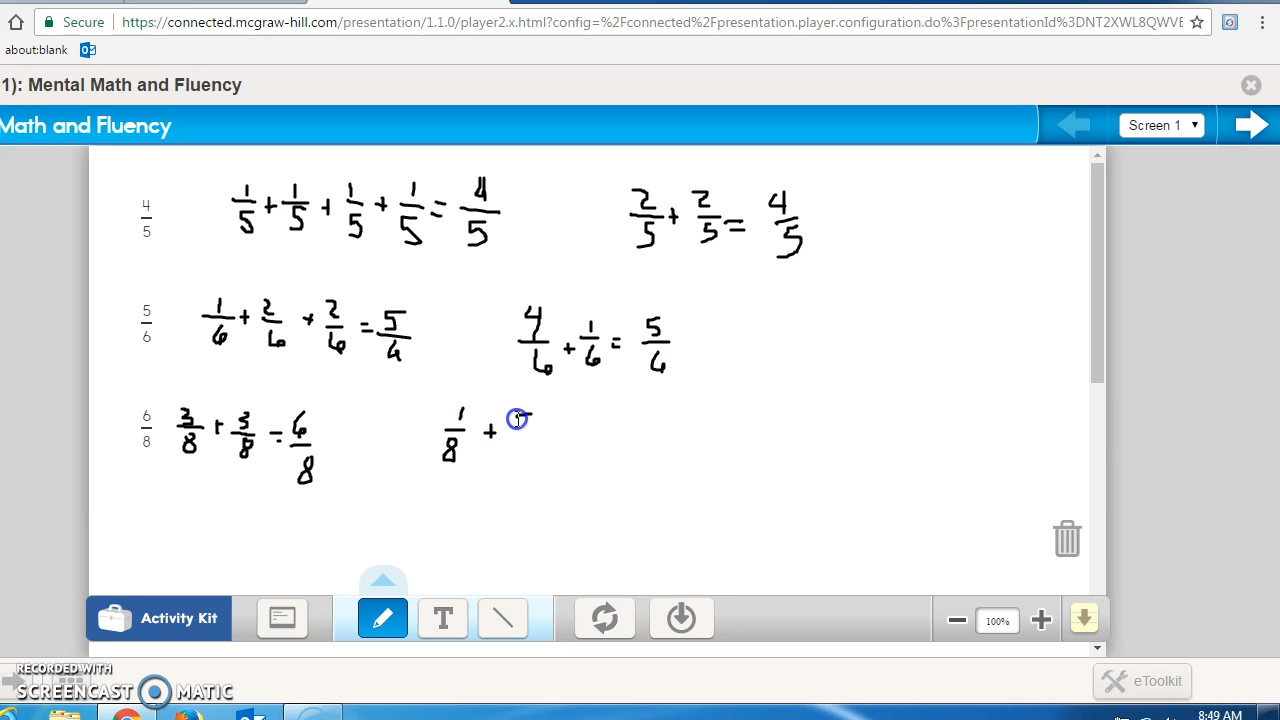 Secure https://connected.mcgraw-hill.com/presentation/1.1.0/player2.x.html?config=%2Fconnected%2Fpresentation.player.configuration.do%3FpresentationId%3DNT2XWL8QWVE
about:blank
1): Mental Math and Fluency
Math and Fluency
Screen 1
4/5 1/5 + 1/5 + 1/5 + 1/5 = 4/5 2/5 + 2/5 = 4/5
5/6 1/6 + 2/6 + 2/6 = 5/6 4/6 + 1/6 = 5/6
6/8 3/8 + 3/8 = 6/8 1/8 +
Activity Kit T 100%
RECORDED WITH
SCREENCAST MATIC
eToolkit
8:49 AM